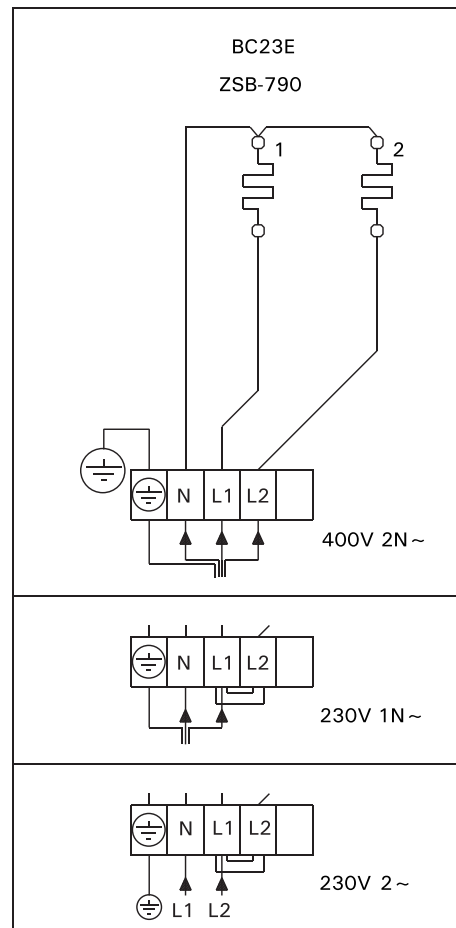 BC23E
ZSB-790
1 2
N L1 L2
400V 2N~
N L1 L2
230V 1N~
N L1 L2
230V 2~
L1 L2